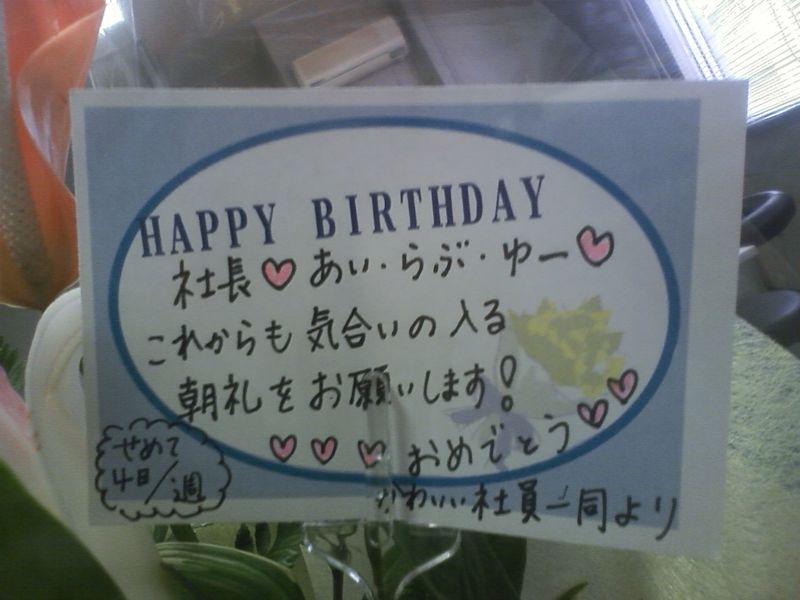 HAPPY BIRTHDAY
社長♡あい・らぶ・ゆー♡
これからも気合いの入る
朝礼をお願いします!
♡♡♡おめでとう♡♡
せめて
4日/週
かわいい社員一同より